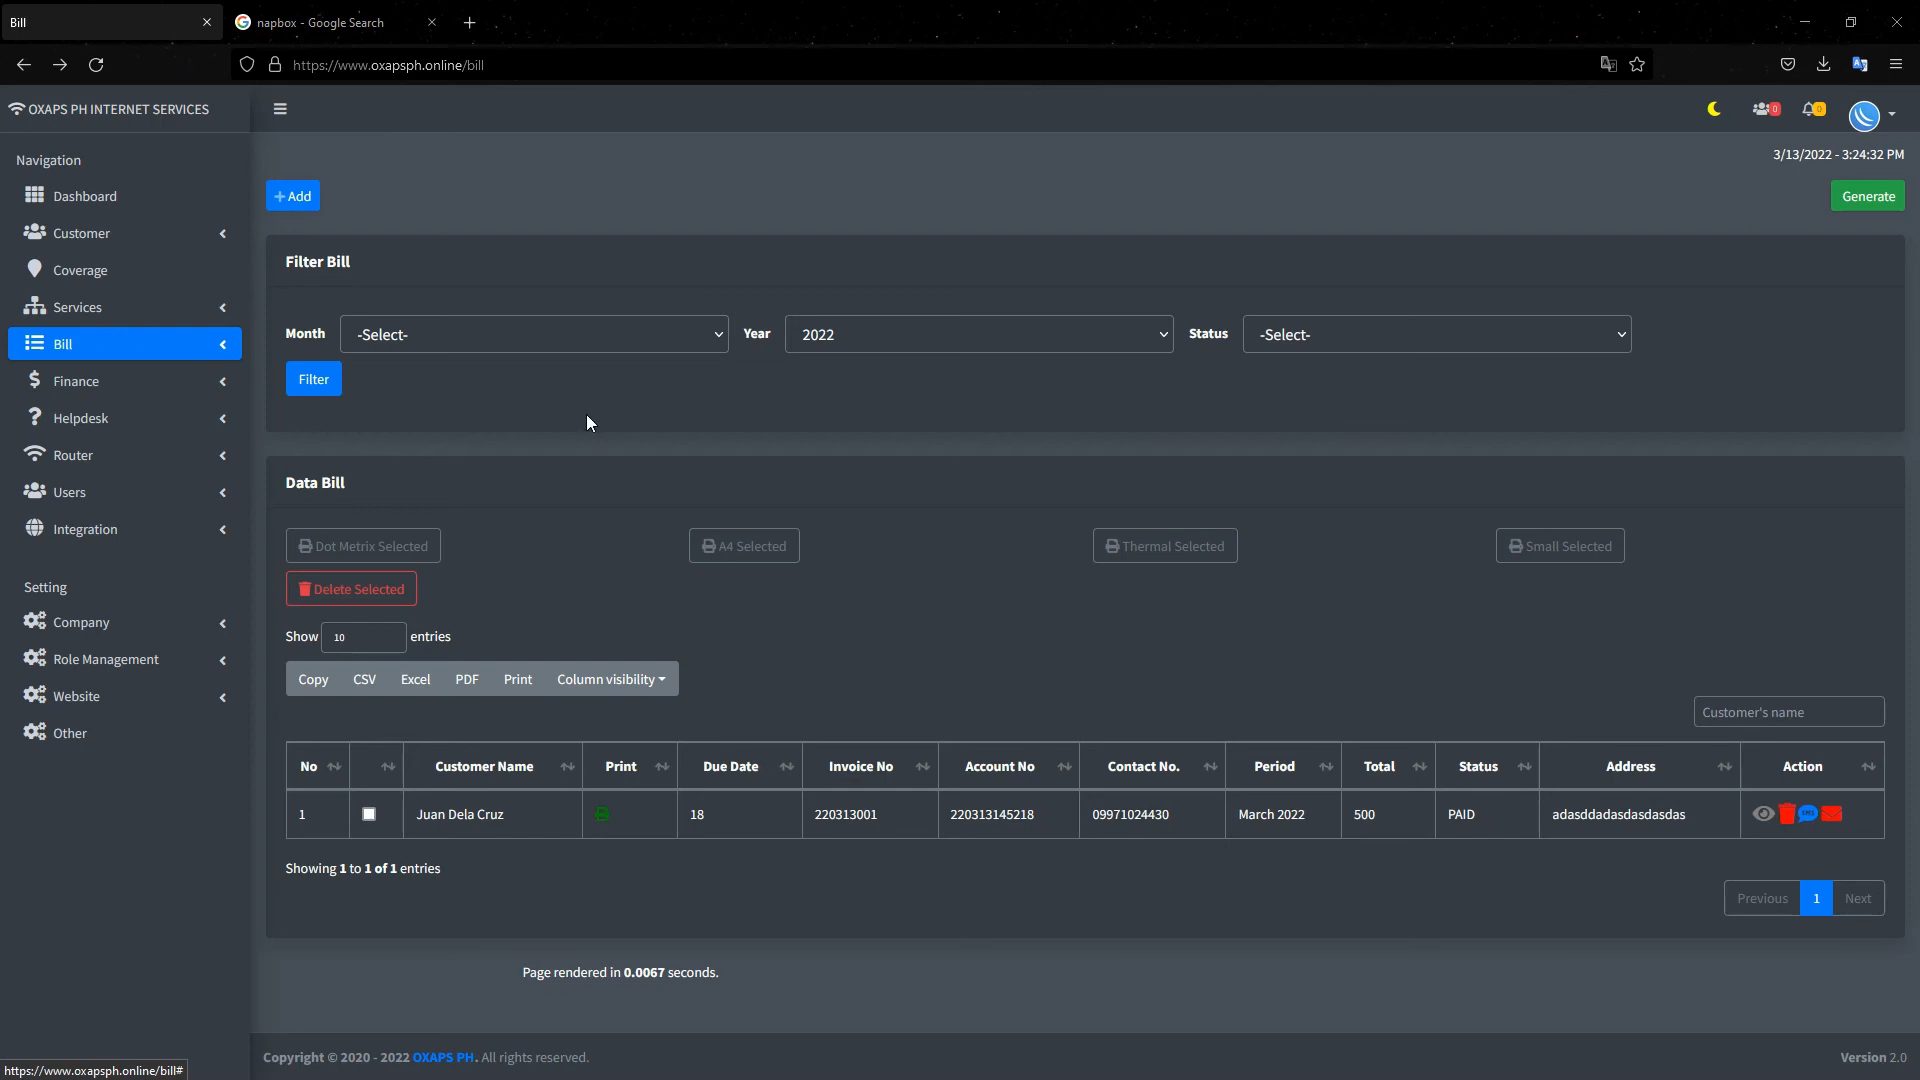 Bill
napbox - Google Search
https://www.oxapsph.online/bill
OXAPS PH INTERNET SERVICES
0
0
Navigation
3/13/2022 - 3:24:32 PM
Dashboard
Customer
Coverage
Services
Bill
Finance
Helpdesk
Router
Users
Integration
Setting
Company
Role Management
Website
Other
+ Add
Generate
Filter Bill
Month -Select- Year 2022 Status -Select-
Filter
Data Bill
Dot Metrix Selected A4 Selected Thermal Selected Small Selected
Delete Selected
Show 10 entries
Copy CSV Excel PDF Print Column visibility
Customer's name
No Customer Name Print Due Date Invoice No Account No Contact No. Period Total Status Address Action
1 Juan Dela Cruz 18 220313001 220313145218 09971024430 March 2022 500 PAID adasddadasdasdasdas SMS
Showing 1 to 1 of 1 entries
Previous 1 Next
Page rendered in 0.0067 seconds.
Copyright © 2020 - 2022 OXAPS PH. All rights reserved.
Version 2.0
https://www.oxapsph.online/bill#